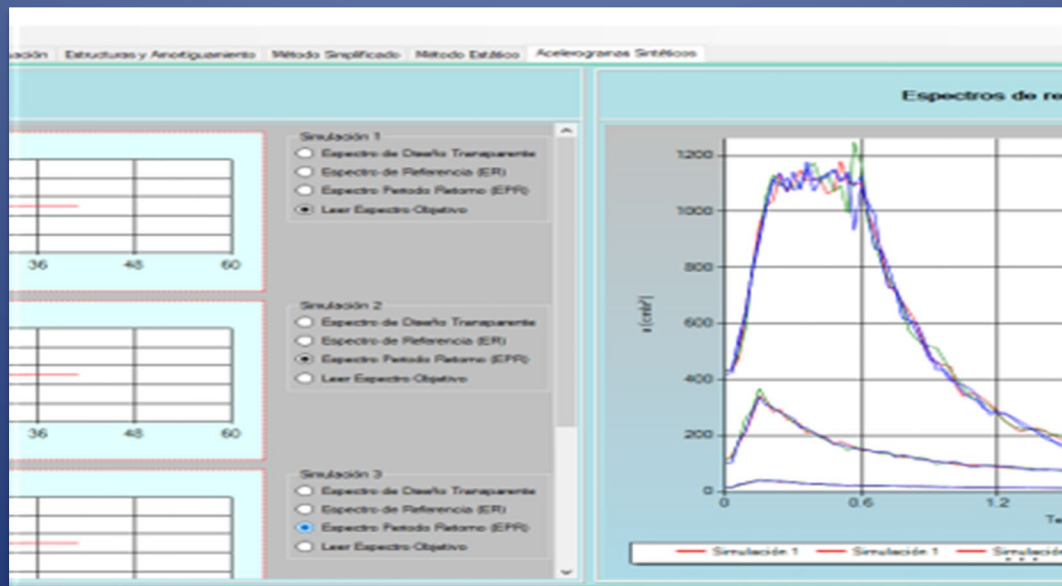 ación Estructuras y Amortiguamiento Método Simplificado Método Estático Acelerogramas Sintéticos
Espectros de re
Simulación 1
Espectro de Diseño Transparente
Espectro de Referencia (ER)
Espectro Periodo Retorno (EPR)
Leer Espectro Objetivo
36 48 60
Simulación 2
Espectro de Diseño Transparente
Espectro de Referencia (ER)
Espectro Periodo Retorno (EPR)
Leer Espectro Objetivo
36 48 60
Simulación 3
Espectro de Diseño Transparente
Espectro de Referencia (ER)
Espectro Periodo Retorno (EPR)
Leer Espectro Objetivo
1200
1000
800
600
400
200
0
0 0.6 1.2
Te
Simulación 1 Simulación 1 Simulación